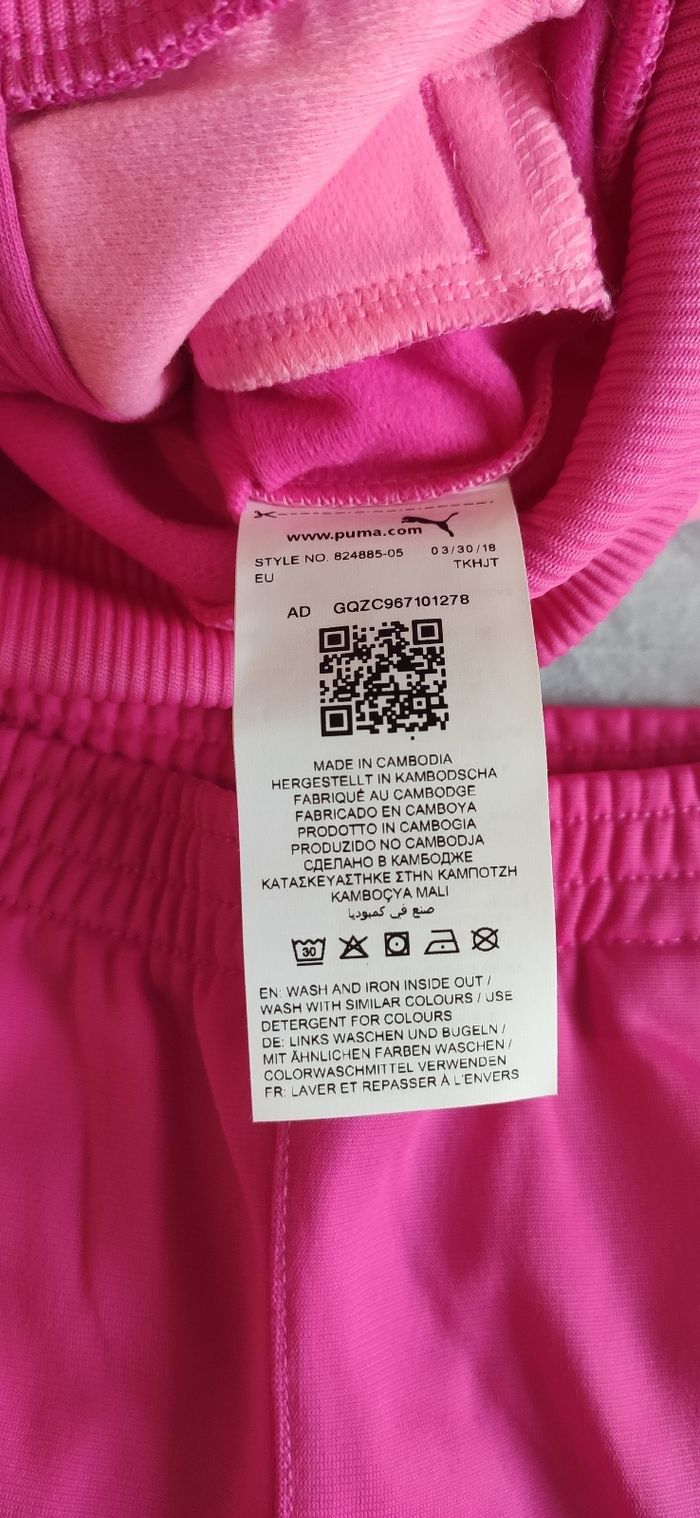 www.puma.com
STYLE NO. 824885-05 03/30/18
EU TKHJT
AD GQZC967101278
MADE IN CAMBODIA
HERGESTELLT IN KAMBODSCHA
FABRIQUÉ AU CAMBODGE
FABRICADO EN CAMBOYA
PRODOTTO IN CAMBOGIA
PRODUZIDO NO CAMBODJA
СДЕЛАНО В КАМБОДЖЕ
ΚΑΤΑΣΚΕΥΑΣΤΗΚΕ ΣΤΗΝ ΚΑΜΠΟΤΖΗ
KAMBOÇYA MALI
صنع في كمبوديا
30
EN: WASH AND IRON INSIDE OUT /
WASH WITH SIMILAR COLOURS / USE
DETERGENT FOR COLOURS
DE: LINKS WASCHEN UND BUGELN /
MIT ÄHNLICHEN FARBEN WASCHEN /
COLORWASCHMITTEL VERWENDEN
FR: LAVER ET REPASSER À L'ENVERS